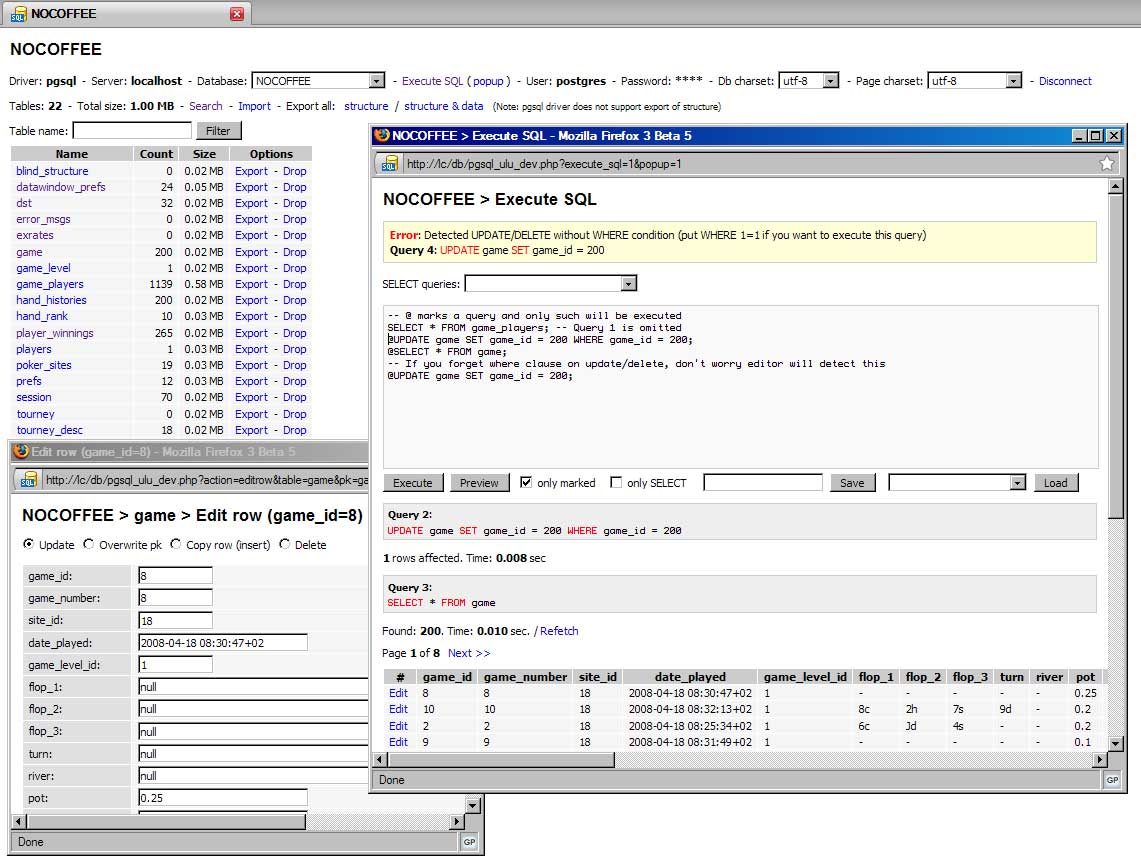 NOCOFFEE
NOCOFFEE
Driver: pgsql - Server: localhost - Database: NOCOFFEE - Execute SQL ( popup ) - User: postgres - Password: **** - Db charset: utf-8 - Page charset: utf-8 - Disconnect
Tables: 22 - Total size: 1.00 MB - Search - Import - Export all: structure / structure & data (Note: pgsql driver does not support export of structure)
Table name: Filter
Name Count Size Options
blind_structure 0 0.02 MB Export - Drop
datawindow_prefs 24 0.05 MB Export - Drop
dst 32 0.02 MB Export - Drop
error_msgs 0 0.02 MB Export - Drop
exrates 0 0.02 MB Export - Drop
game 200 0.02 MB Export - Drop
game_level 1 0.02 MB Export - Drop
game_players 1139 0.58 MB Export - Drop
hand_histories 200 0.02 MB Export - Drop
hand_rank 10 0.03 MB Export - Drop
player_winnings 265 0.02 MB Export - Drop
players 1 0.03 MB Export - Drop
poker_sites 19 0.03 MB Export - Drop
prefs 12 0.03 MB Export - Drop
session 70 0.02 MB Export - Drop
tourney 0 0.02 MB Export - Drop
tourney_desc 18 0.02 MB Export - Drop
Edit row (game_id=8) - Mozilla Firefox 3 Beta 5
http://lc/db/pgsql_ulu_dev.php?action=editrow&table=game&pk=ga
NOCOFFEE > game > Edit row (game_id=8)
Update Overwrite pk Copy row (insert) Delete
game_id: 8
game_number: 8
site_id: 18
date_played: 2008-04-18 08:30:47+02
game_level_id: 1
flop_1: null
flop_2: null
flop_3: null
turn: null
river: null
pot: 0.25
Done GP
NOCOFFEE > Execute SQL - Mozilla Firefox 3 Beta 5
http://lc/db/pgsql_ulu_dev.php?execute_sql=1&popup=1
NOCOFFEE > Execute SQL
Error: Detected UPDATE/DELETE without WHERE condition (put WHERE 1=1 if you want to execute this query)
Query 4: UPDATE game SET game_id = 200
SELECT queries:
-- @ marks a query and only such will be executed
SELECT * FROM game_players; -- Query 1 is omitted
@UPDATE game SET game_id = 200 WHERE game_id = 200;
@SELECT * FROM game;
-- If you forget where clause on update/delete, don't worry editor will detect this
@UPDATE game SET game_id = 200;
Execute Preview only marked only SELECT Save Load
Query 2:
UPDATE game SET game_id = 200 WHERE game_id = 200
1 rows affected. Time: 0.008 sec
Query 3:
SELECT * FROM game
Found: 200. Time: 0.010 sec. / Refetch
Page 1 of 8 Next >>
# game_id game_number site_id date_played game_level_id flop_1 flop_2 flop_3 turn river pot
Edit 8 8 18 2008-04-18 08:30:47+02 1 - - - - - 0.25
Edit 10 10 18 2008-04-18 08:32:13+02 1 8c 2h 7s 9d - 0.2
Edit 2 2 18 2008-04-18 08:25:34+02 1 6c Jd 4s - - 0.2
Edit 9 9 18 2008-04-18 08:31:49+02 1 - - - - - 0.1
Done GP